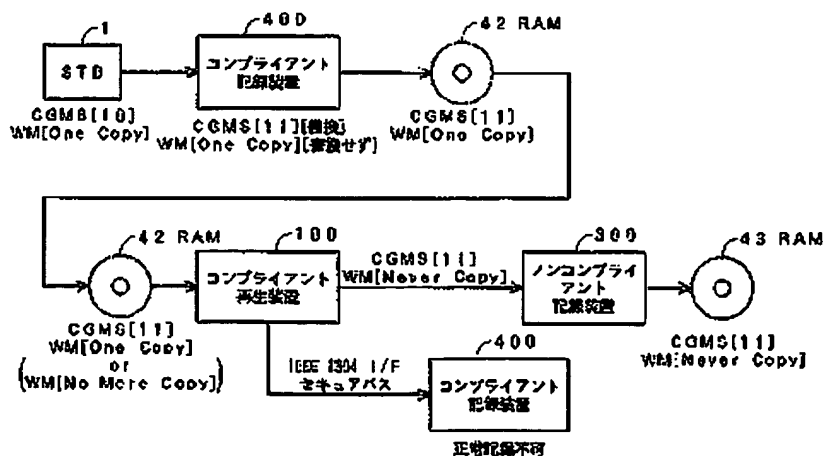 1
STB
CGMS[10]
WM[One Copy]
400
コンプライアント
記録装置
CGMS[11][書換]
WM[One Copy][書換せず]
42 RAM
CGMS[11]
WM[One Copy]
42 RAM
CGMS[11]
WM[One Copy]
or
(WM[No More Copy])
100
コンプライアント
再生装置
CGMS[11]
WM[Never Copy]
300
ノンコンプライ
アント
記録装置
43 RAM
CGMS[11]
WM[Never Copy]
IEEE 1394 I/F
セキュアバス
400
コンプライアント
記録装置
正常記録不可